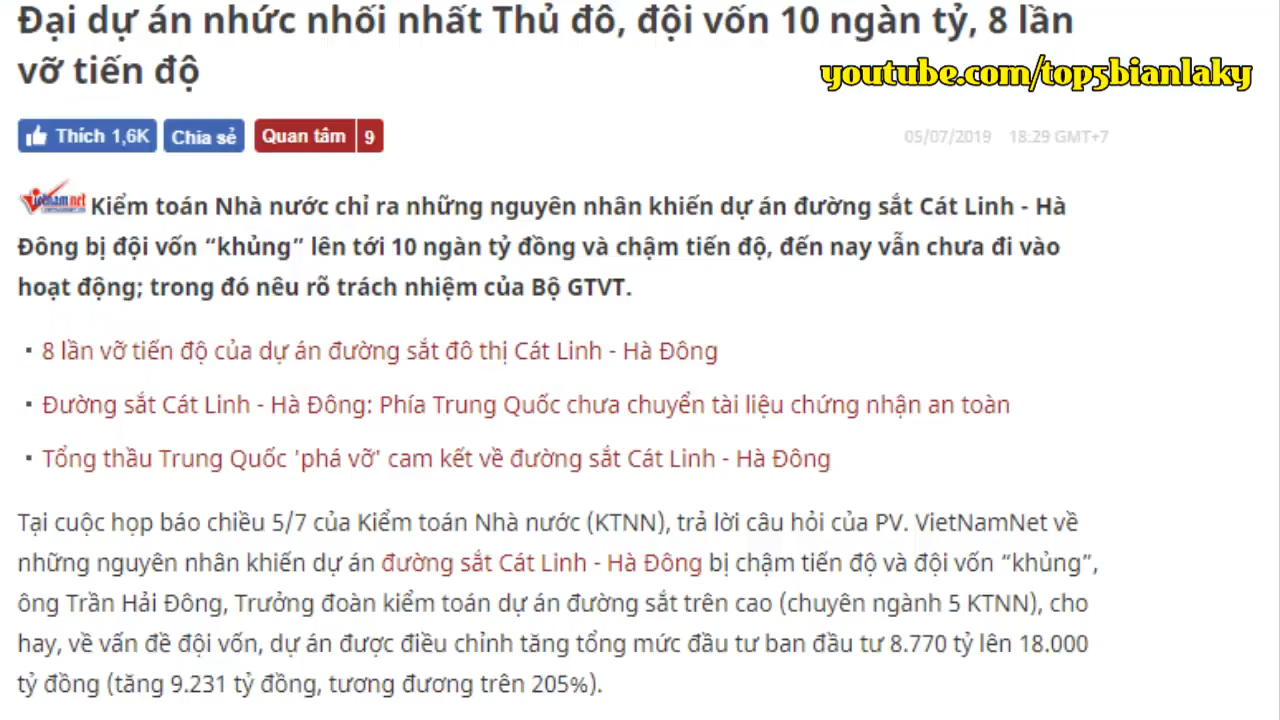 Đại dự án nhức nhối nhất Thủ đô, đội vốn 10 ngàn tỷ, 8 lần
vỡ tiến độ
youtube.com/top5bianlaky
Thích 1,6K Chia sẻ Quan tâm 9
05/07/2019 18:29 GMT+7
Vietnamnet Kiểm toán Nhà nước chỉ ra những nguyên nhân khiến dự án đường sắt Cát Linh - Hà
Đông bị đội vốn “khủng” lên tới 10 ngàn tỷ đồng và chậm tiến độ, đến nay vẫn chưa đi vào
hoạt động; trong đó nêu rõ trách nhiệm của Bộ GTVT.
▪ 8 lần vỡ tiến độ của dự án đường sắt đô thị Cát Linh - Hà Đông
▪ Đường sắt Cát Linh - Hà Đông: Phía Trung Quốc chưa chuyển tài liệu chứng nhận an toàn
▪ Tổng thầu Trung Quốc 'phá vỡ' cam kết về đường sắt Cát Linh - Hà Đông
Tại cuộc họp báo chiều 5/7 của Kiểm toán Nhà nước (KTNN), trả lời câu hỏi của PV. VietNamNet về
những nguyên nhân khiến dự án đường sắt Cát Linh - Hà Đông bị chậm tiến độ và đội vốn “khủng”,
ông Trần Hải Đông, Trưởng đoàn kiểm toán dự án đường sắt trên cao (chuyên ngành 5 KTNN), cho
hay, về vấn đề đội vốn, dự án được điều chỉnh tăng tổng mức đầu tư ban đầu tư 8.770 tỷ lên 18.000
tỷ đồng (tăng 9.231 tỷ đồng, tương đương trên 205%).